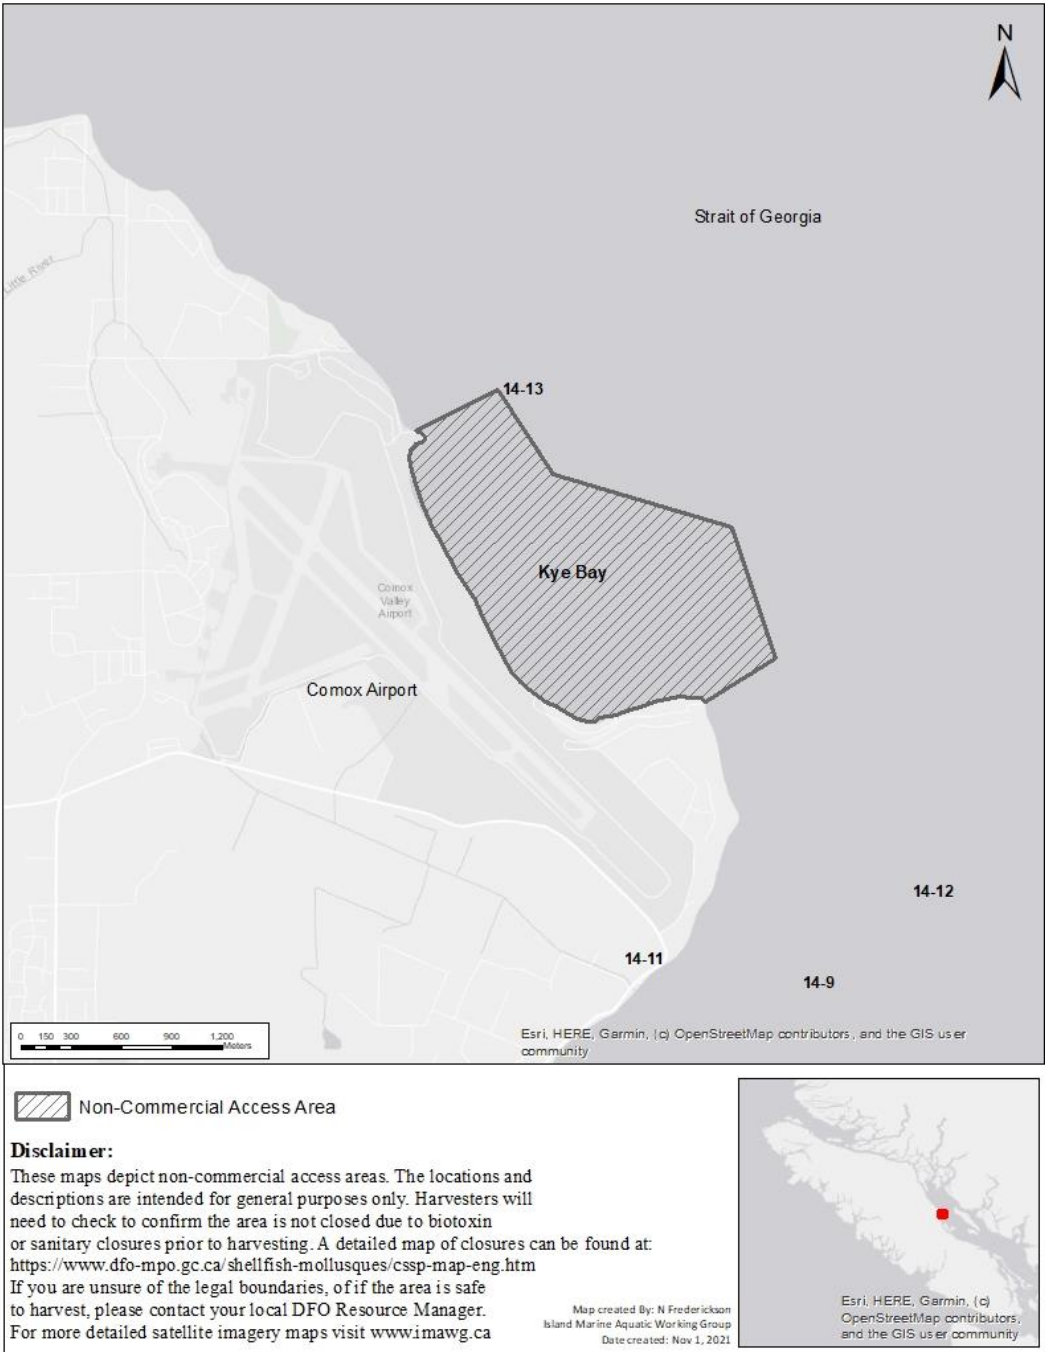 N
Strait of Georgia
Little River
14-13
Kye Bay
Comox
Valley
Airport
Comox Airport
14-12
14-11
14-9
0 150 300 600 900 1,200
Meters
Esri, HERE, Garmin, (c) OpenStreetMap contributors, and the GIS user
community
Non-Commercial Access Area
Disclaimer:
These maps depict non-commercial access areas. The locations and
descriptions are intended for general purposes only. Harvesters will
need to check to confirm the area is not closed due to biotoxin
or sanitary closures prior to harvesting. A detailed map of closures can be found at:
https://www.dfo-mpo.gc.ca/shellfish-mollusques/cssp-map-eng.htm
If you are unsure of the legal boundaries, of if the area is safe
to harvest, please contact your local DFO Resource Manager.
For more detailed satellite imagery maps visit www.imawg.ca
Map created By: N Frederickson
Island Marine Aquatic Working Group
Date created: Nov 1, 2021
Esri, HERE, Garmin, (c)
OpenStreetMap contributors,
and the GIS user community